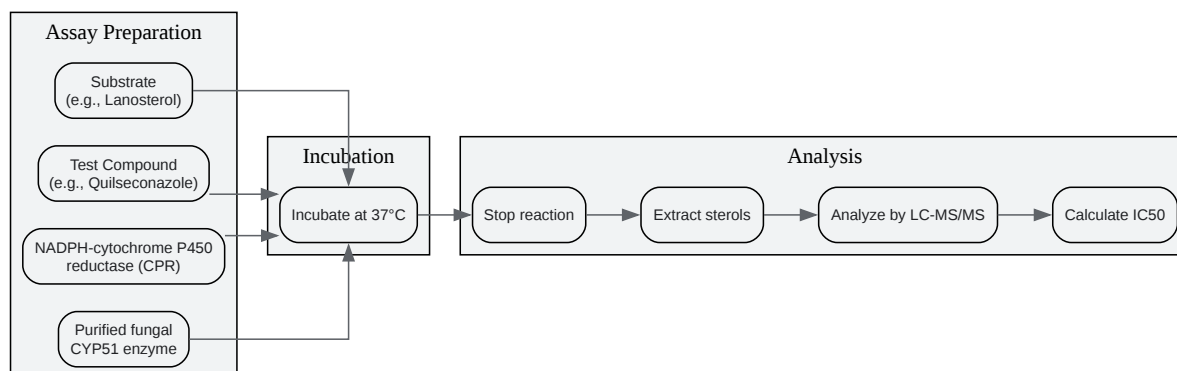 Assay Preparation
Substrate
(e.g., Lanosterol)
Test Compound
(e.g., Quilseconazole)
NADPH-cytochrome P450
reductase (CPR)
Purified fungal
CYP51 enzyme
Incubation
Incubate at 37°C
Analysis
Stop reaction
Extract sterols
Analyze by LC-MS/MS
Calculate IC50